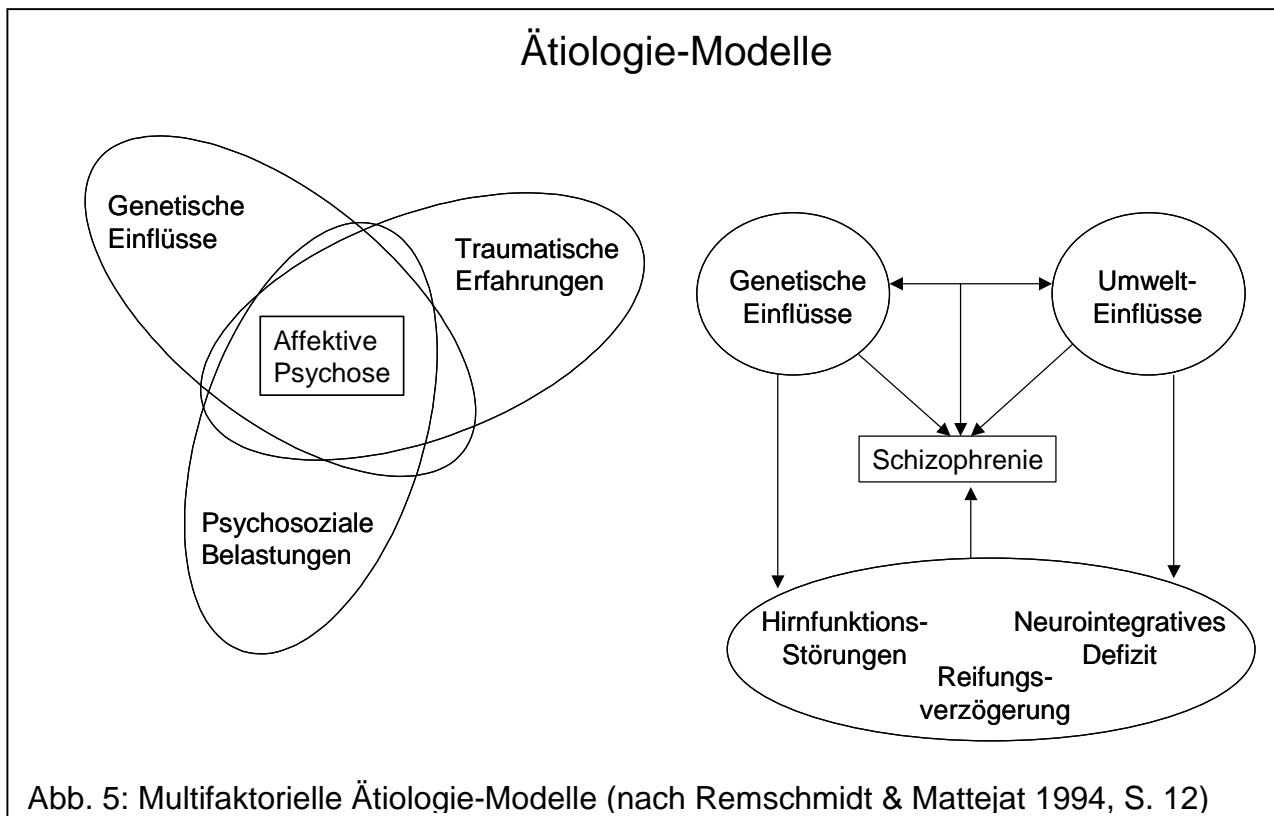 Ätiologie-Modelle
Genetische
Einflüsse
Traumatische
Erfahrungen
Affektive
Psychose
Psychosoziale
Belastungen
Genetische
Einflüsse
Umwelt-
Einflüsse
Schizophrenie
Hirnfunktions-
Störungen
Neurointegratives
Defizit
Reifungs-
verzögerung
Abb. 5: Multifaktorielle Ätiologie-Modelle (nach Remschmidt & Mattejat 1994, S. 12)